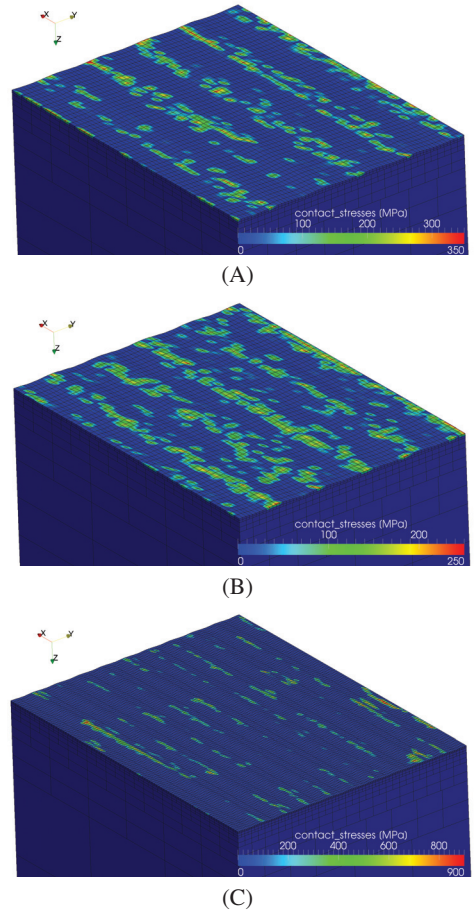 X Y
Z
contact_stresses (MPa)
100 200 300
0 350
(A)
X Y
Z
contact_stresses (MPa)
100 200
0 250
(B)
X Y
Z
contact_stresses (MPa)
200 400 600 800
0 900
(C)